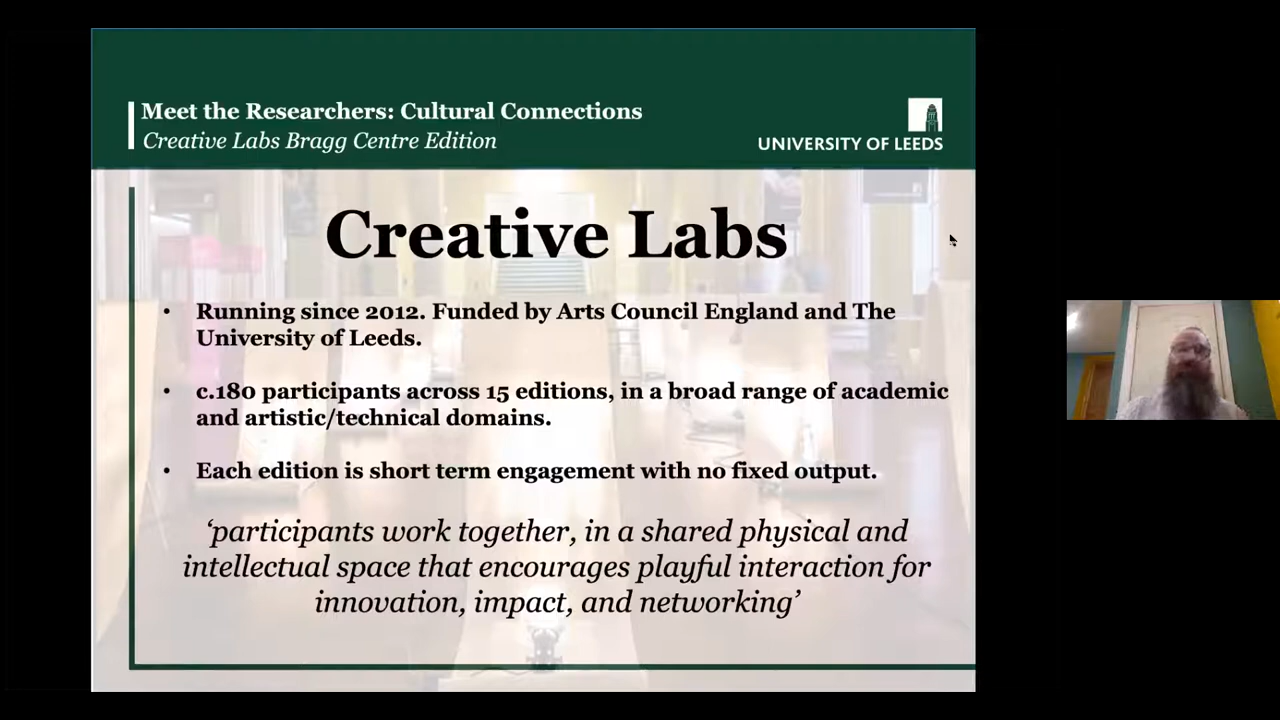 Meet the Researchers: Cultural Connections
Creative Labs Bragg Centre Edition
UNIVERSITY OF LEEDS
Creative Labs
• Running since 2012. Funded by Arts Council England and The
University of Leeds.
• c.180 participants across 15 editions, in a broad range of academic
and artistic/technical domains.
• Each edition is short term engagement with no fixed output.
‘participants work together, in a shared physical and
intellectual space that encourages playful interaction for
innovation, impact, and networking’